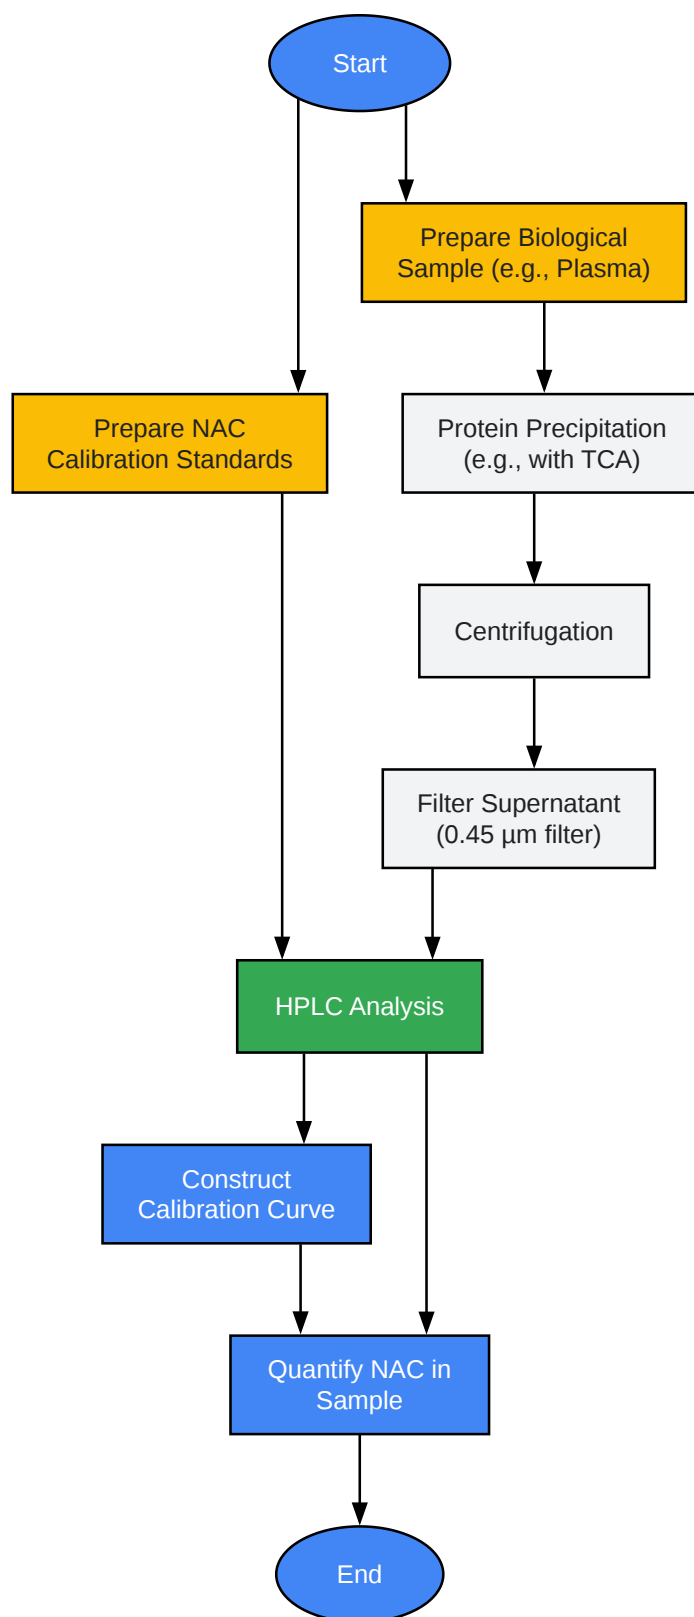 Start
Prepare Biological
Sample (e.g., Plasma)
Prepare NAC
Calibration Standards
Protein Precipitation
(e.g., with TCA)
Centrifugation
Filter Supernatant
(0.45 µm filter)
HPLC Analysis
Construct
Calibration Curve
Quantify NAC in
Sample
End